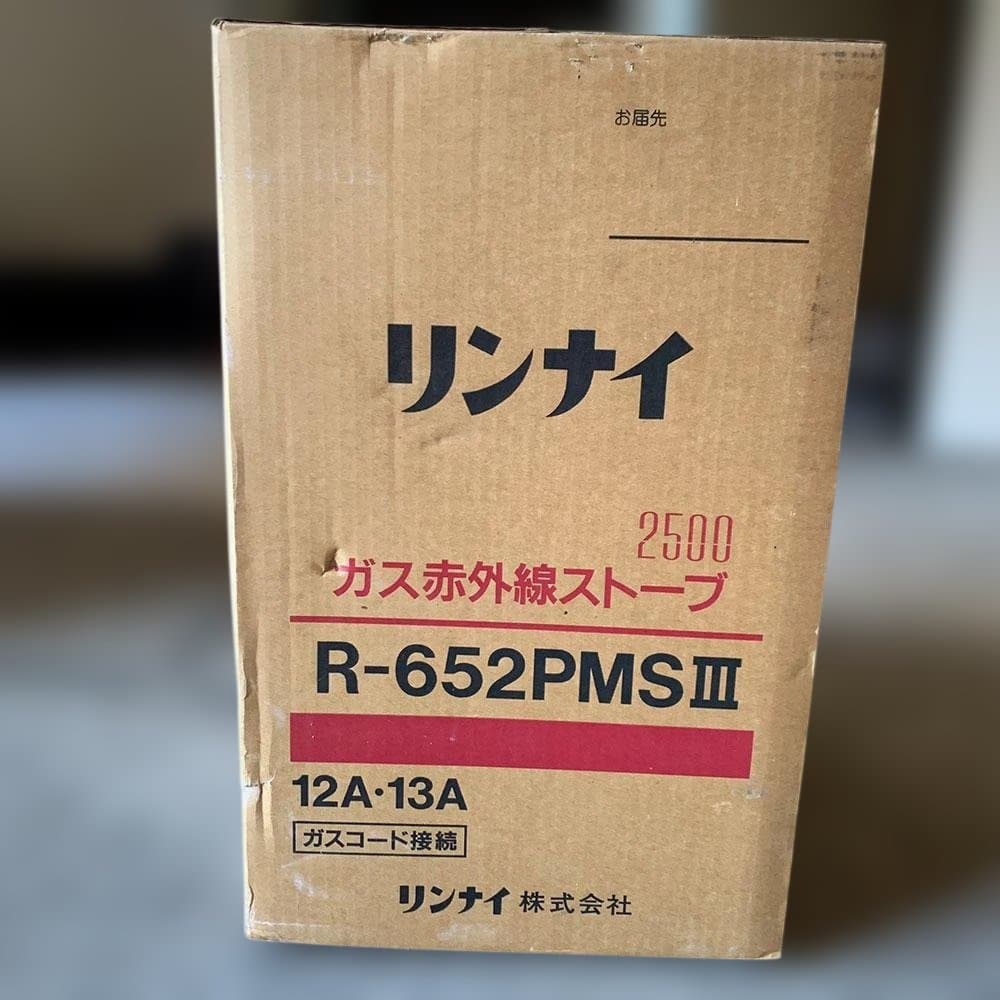 お届先
リンナイ
2500
ガス赤外線ストーブ
R-652PMSⅢ
12A・13A
ガスコード接続
リンナイ株式会社